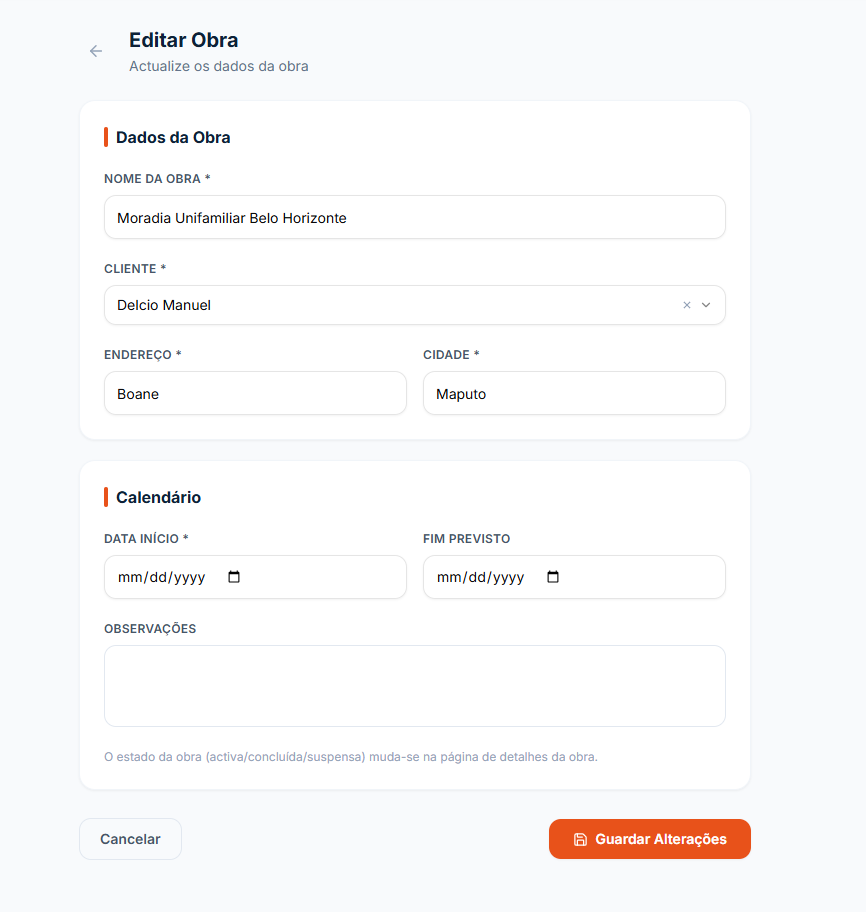 Editar Obra
Actualize os dados da obra
Dados da Obra
NOME DA OBRA *
Moradia Unifamiliar Belo Horizonte
CLIENTE *
Delcio Manuel
ENDEREÇO * CIDADE *
Boane Maputo
Calendário
DATA INÍCIO * FIM PREVISTO
mm/dd/yyyy mm/dd/yyyy
OBSERVAÇÕES
O estado da obra (activa/concluída/suspensa) muda-se na página de detalhes da obra.
Cancelar Guardar Alterações